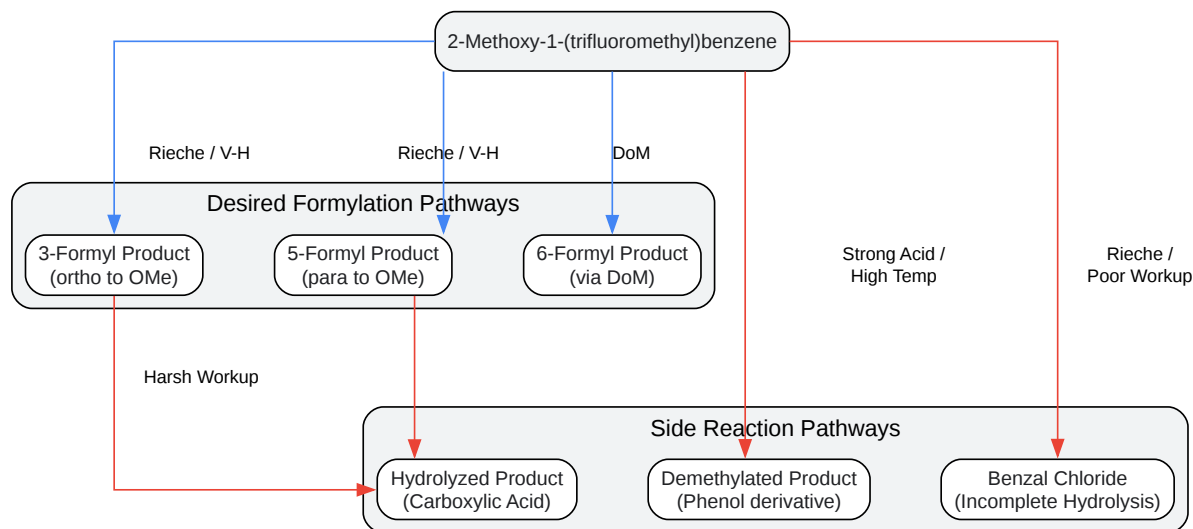 2-Methoxy-1-(trifluoromethyl)benzene
Rieche / V-H
Rieche / V-H
DoM
Desired Formylation Pathways
3-Formyl Product
(ortho to OMe)
5-Formyl Product
(para to OMe)
6-Formyl Product
(via DoM)
Strong Acid /
High Temp
Rieche /
Poor Workup
Harsh Workup
Side Reaction Pathways
Hydrolyzed Product
(Carboxylic Acid)
Demethylated Product
(Phenol derivative)
Benzal Chloride
(Incomplete Hydrolysis)